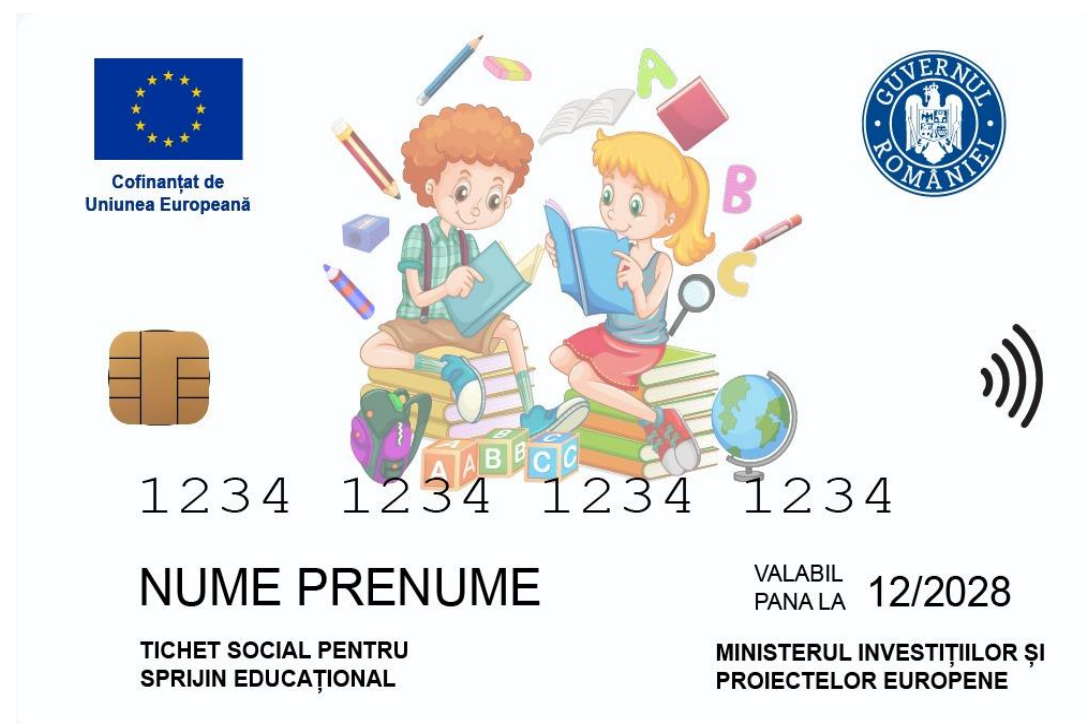 Cofinanțat de
Uniunea Europeană
GUVERNUL ROMÂNIEI
A
B
C
A A B B C C
1234 1234 1234 1234
NUME PRENUME
VALABIL
PANA LA 12/2028
TICHET SOCIAL PENTRU
SPRIJIN EDUCAȚIONAL
MINISTERUL INVESTIȚIILOR ȘI
PROIECTELOR EUROPENE